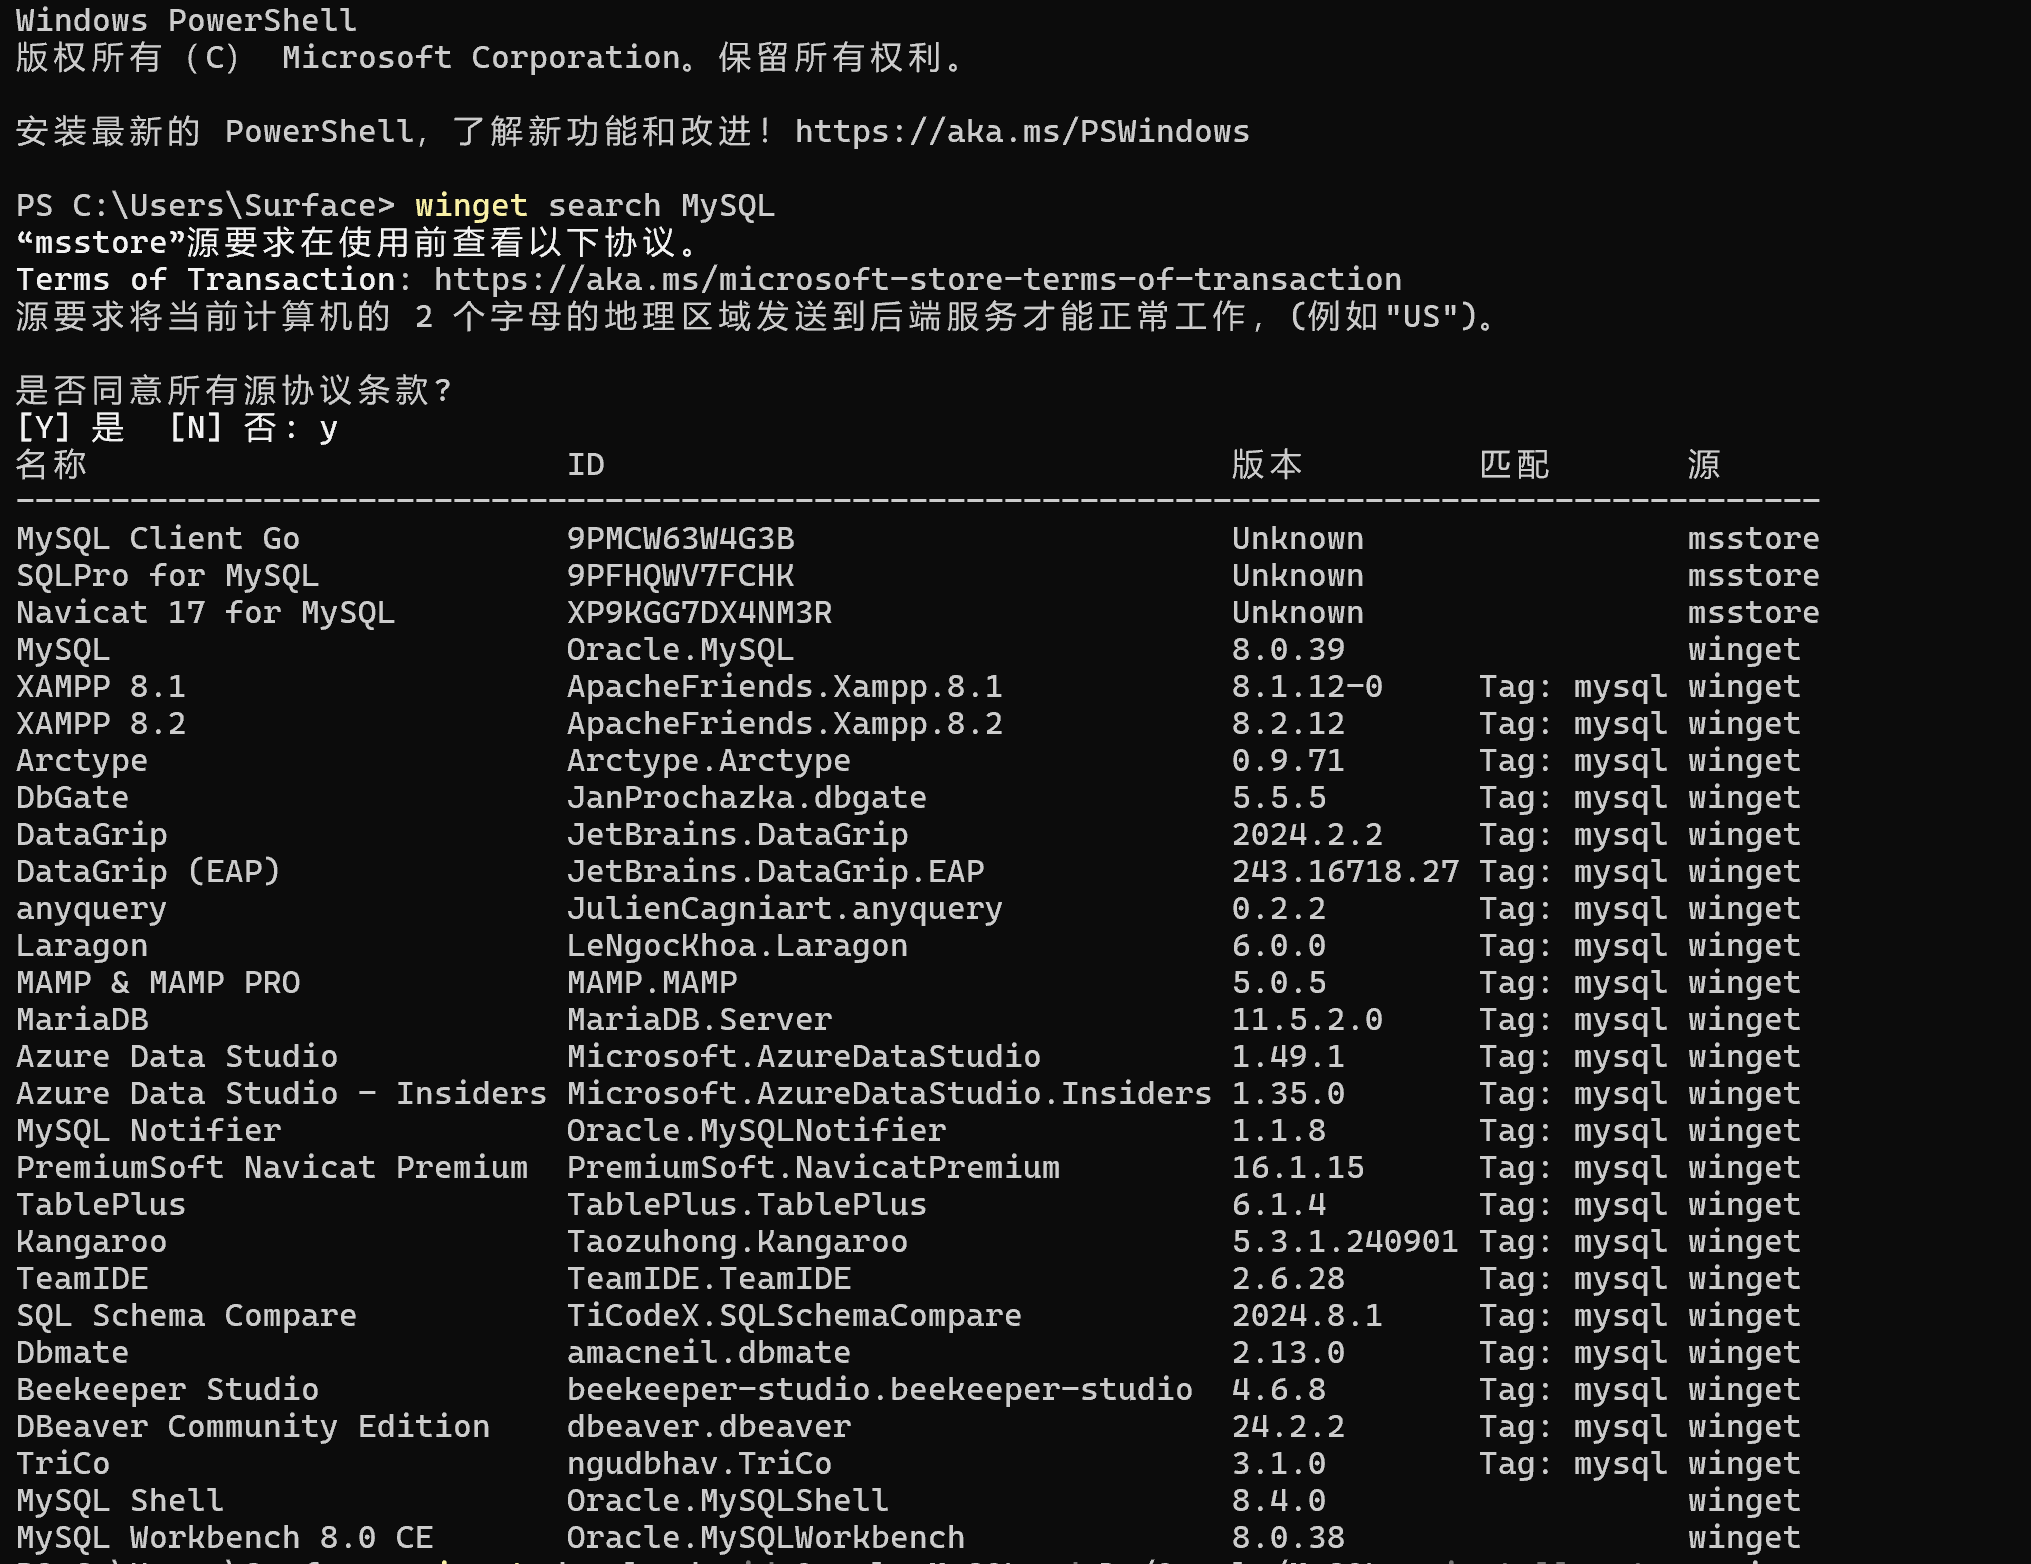 Windows PowerShell
版权所有 (C)  Microsoft Corporation。保留所有权利。
安装最新的 PowerShell，了解新功能和改进！https://aka.ms/PSWindows
PS C:\Users\Surface> winget search MySQL
“msstore”源要求在使用前查看以下协议。
Terms of Transaction: https://aka.ms/microsoft-store-terms-of-transaction
源要求将当前计算机的 2 个字母的地理区域发送到后端服务才能正常工作，(例如"US")。
是否同意所有源协议条款?
[Y] 是  [N] 否: y
名称 ID 版本 匹配 源
--------------------------------------------------------------------------------
MySQL Client Go 9PMCW63W4G3B Unknown msstore
SQLPro for MySQL 9PFHQWV7FCHK Unknown msstore
Navicat 17 for MySQL XP9KGG7DX4NM3R Unknown msstore
MySQL Oracle.MySQL 8.0.39 winget
XAMPP 8.1 ApacheFriends.Xampp.8.1 8.1.12-0 Tag: mysql winget
XAMPP 8.2 ApacheFriends.Xampp.8.2 8.2.12 Tag: mysql winget
Arctype Arctype.Arctype 0.9.71 Tag: mysql winget
DbGate JanProchazka.dbgate 5.5.5 Tag: mysql winget
DataGrip JetBrains.DataGrip 2024.2.2 Tag: mysql winget
DataGrip (EAP) JetBrains.DataGrip.EAP 243.16718.27 Tag: mysql winget
anyquery JulienCagniart.anyquery 0.2.2 Tag: mysql winget
Laragon LeNgocKhoa.Laragon 6.0.0 Tag: mysql winget
MAMP & MAMP PRO MAMP.MAMP 5.0.5 Tag: mysql winget
MariaDB MariaDB.Server 11.5.2.0 Tag: mysql winget
Azure Data Studio Microsoft.AzureDataStudio 1.49.1 Tag: mysql winget
Azure Data Studio - Insiders Microsoft.AzureDataStudio.Insiders 1.35.0 Tag: mysql winget
MySQL Notifier Oracle.MySQLNotifier 1.1.8 Tag: mysql winget
PremiumSoft Navicat Premium PremiumSoft.NavicatPremium 16.1.15 Tag: mysql winget
TablePlus TablePlus.TablePlus 6.1.4 Tag: mysql winget
Kangaroo Taozuhong.Kangaroo 5.3.1.240901 Tag: mysql winget
TeamIDE TeamIDE.TeamIDE 2.6.28 Tag: mysql winget
SQL Schema Compare TiCodeX.SQLSchemaCompare 2024.8.1 Tag: mysql winget
Dbmate amacneil.dbmate 2.13.0 Tag: mysql winget
Beekeeper Studio beekeeper-studio.beekeeper-studio 4.6.8 Tag: mysql winget
DBeaver Community Edition dbeaver.dbeaver 24.2.2 Tag: mysql winget
TriCo ngudbhav.TriCo 3.1.0 Tag: mysql winget
MySQL Shell Oracle.MySQLShell 8.4.0 winget
MySQL Workbench 8.0 CE Oracle.MySQLWorkbench 8.0.38 winget